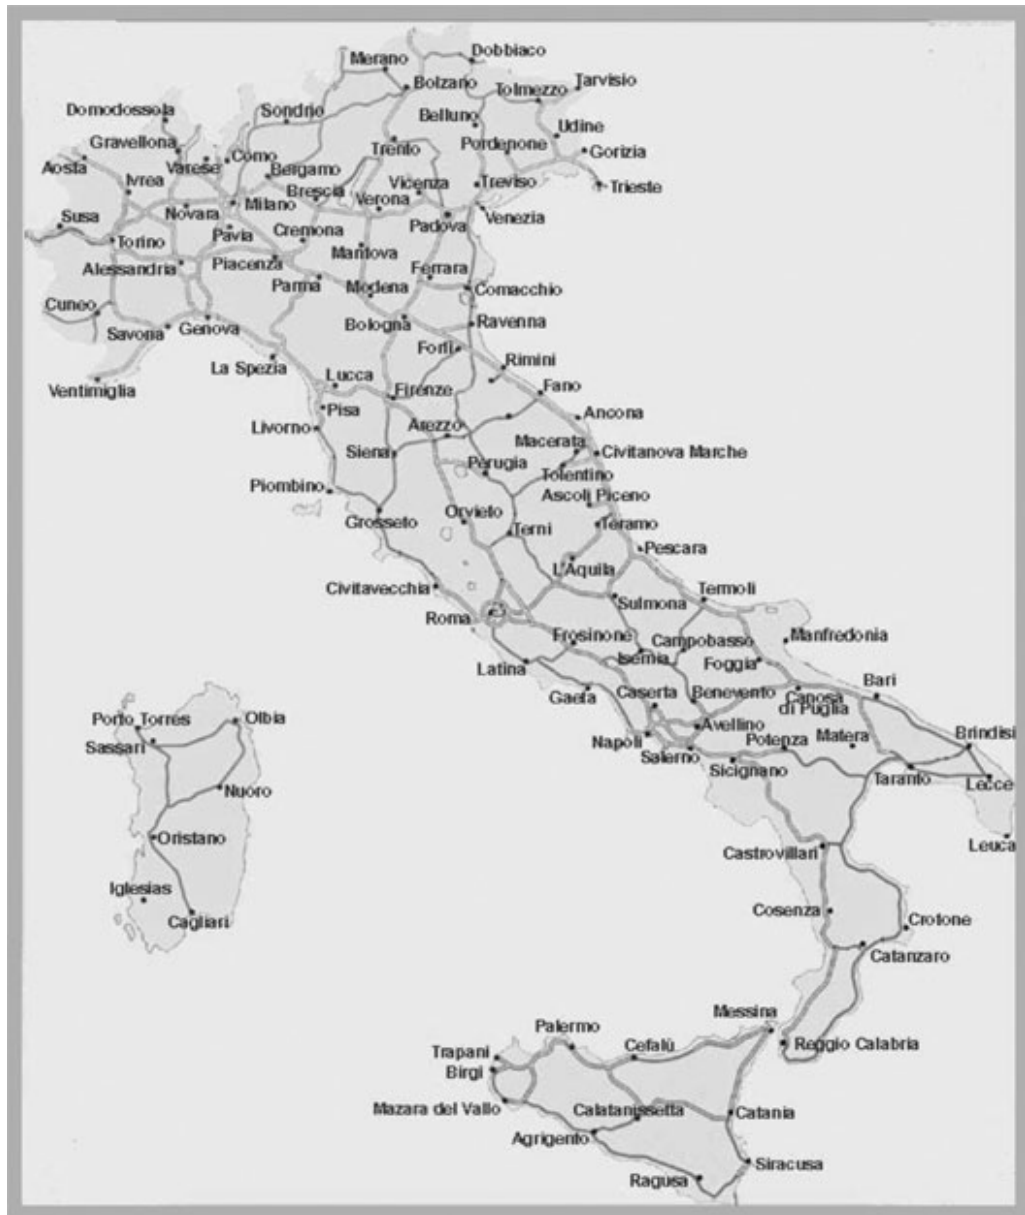 Dobbiaco
Merano
Bolzano
Tarvisio
Tolmezzo
Domodossola
Sondrio
Belluno
Udine
Gravellona
Trento
Pordenone
Gorizia
Aosta
Varese
Como
Bergamo
Ivrea
Brescia
Vicenza
Treviso
Trieste
Novara
Milano
Verona
Susa
Padova
Venezia
Torino
Pavia
Cremona
Mantova
Alessandria
Piacenza
Ferrara
Parma
Modena
Comacchio
Cuneo
Savona
Genova
Bologna
Ravenna
Forlì
La Spezia
Rimini
Ventimiglia
Lucca
Firenze
Fano
Pisa
Ancona
Livorno
Arezzo
Macerata
Siena
Civitanova Marche
Perugia
Tolentino
Piombino
Ascoli Piceno
Grosseto
Orvieto
Terni
Teramo
Pescara
L'Aquila
Civitavecchia
Termoli
Sulmona
Roma
Frosinone
Campobasso
Manfredonia
Isernia
Latina
Foggia
Bari
Gaeta
Caserta
Benevento
Canosa
di Puglia
Porto Torres
Olbia
Avellino
Brindisi
Sassari
Napoli
Potenza
Matera
Salerno
Sicignano
Taranto
Lecce
Nuoro
Oristano
Leuca
Castrovillari
Iglesias
Cosenza
Cagliari
Crotone
Catanzaro
Messina
Palermo
Cefalù
Reggio Calabria
Trapani
Birgi
Mazara del Vallo
Calatanissetta
Catania
Agrigento
Siracusa
Ragusa